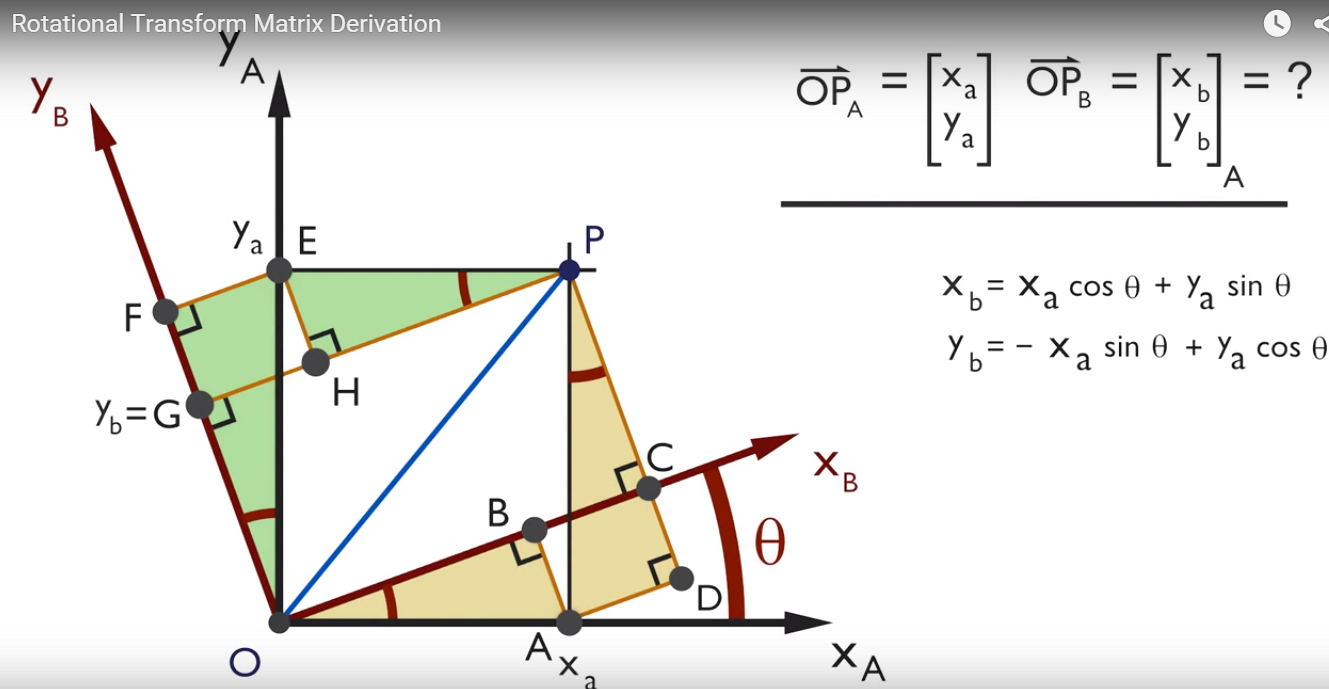 Rotational Transform Matrix Derivation
y_A
y_B
OP_A = [x_a y_a] OP_B = [x_b y_b]_A = ?
y_a E
P
F
x_b = x_a cos θ + y_a sin θ
y_b = - x_a sin θ + y_a cos θ
H
y_b=G
C
x_B
B
θ
D
O
A x_a
x_A